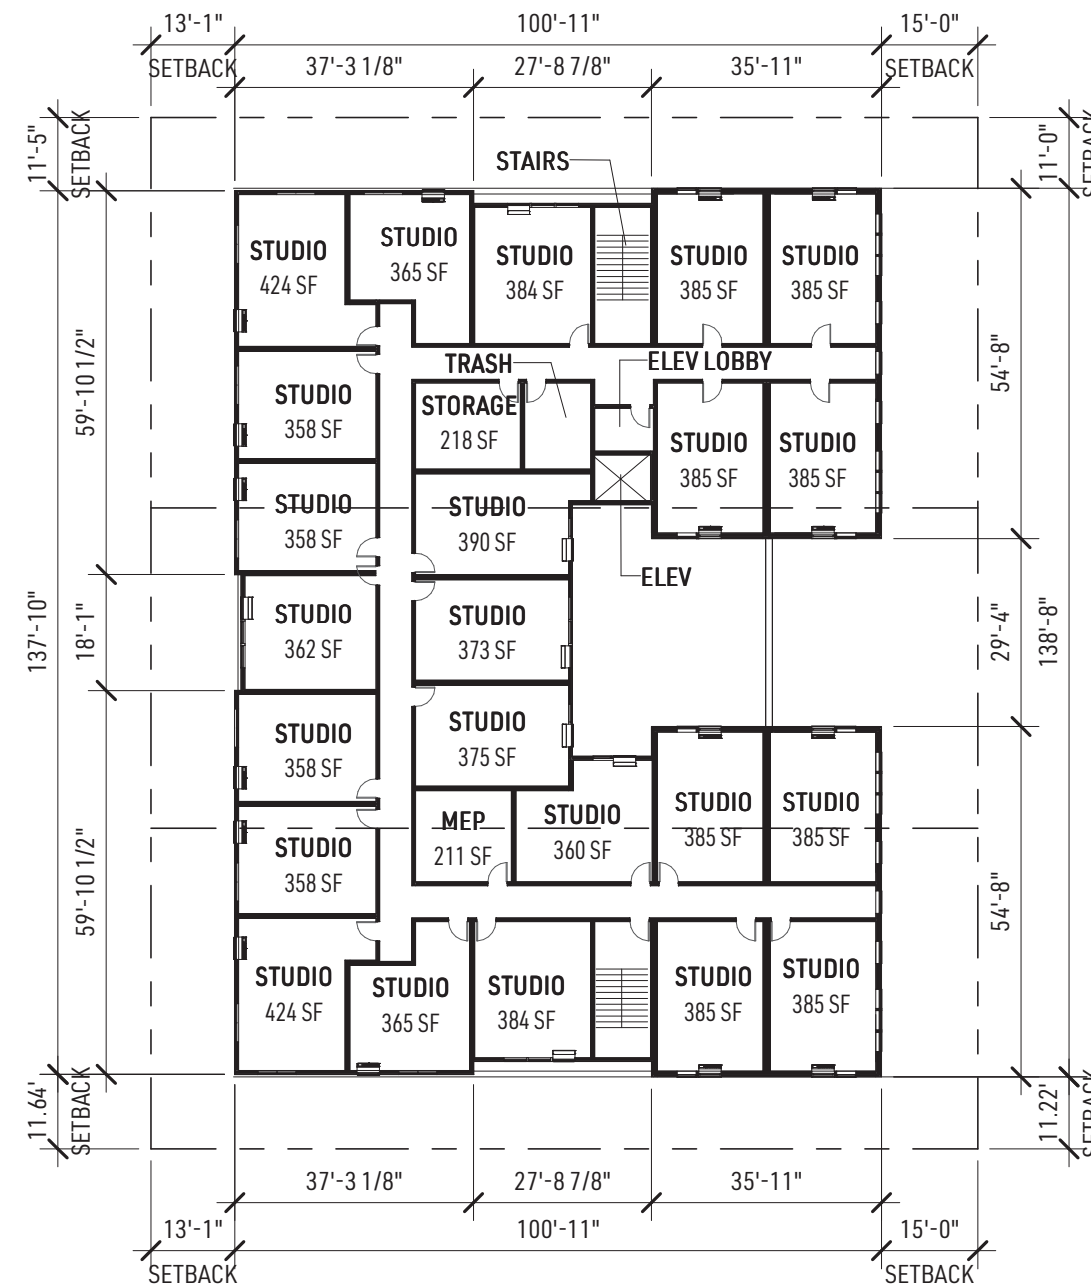 13'-1"
100'-11"
15'-0"
SETBACK
37'-3 1/8"
27'-8 7/8"
35'-11"
SETBACK
11'-5"
SETBACK
11'-0"
SETBACK
STAIRS
STUDIO
424 SF
STUDIO
365 SF
STUDIO
384 SF
STUDIO
385 SF
STUDIO
385 SF
59'-10 1/2"
54'-8"
TRASH
ELEV LOBBY
STUDIO
358 SF
STORAGE
218 SF
STUDIO
385 SF
STUDIO
385 SF
STUDIO
358 SF
STUDIO
390 SF
ELEV
137'-10"
18'-1"
STUDIO
362 SF
STUDIO
373 SF
29'-4"
138'-8"
STUDIO
358 SF
STUDIO
375 SF
MEP
211 SF
STUDIO
360 SF
STUDIO
385 SF
STUDIO
385 SF
STUDIO
358 SF
59'-10 1/2"
54'-8"
STUDIO
424 SF
STUDIO
365 SF
STUDIO
384 SF
STUDIO
385 SF
STUDIO
385 SF
11.64'
SETBACK
11.22'
SETBACK
37'-3 1/8"
27'-8 7/8"
35'-11"
13'-1"
100'-11"
15'-0"
SETBACK
SETBACK